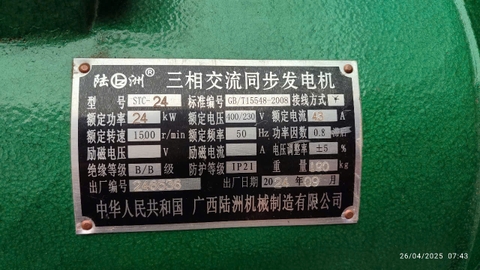 陆洲® 三相交流同步发电机
型号 STC-24 标准编号 GB/T15548-2008 接线方式 Y
额定功率 24 kW 额定电压 400/230 V 额定电流 43 A
额定转速 1500 r/min 额定频率 50 Hz 功率因数 0.8 滞后
励磁电压 V 励磁电流 A 电压调整率 ±5 %
绝缘等级 B/B 级 防护等级 IP21 重量 180 kg
出厂编号 出厂日期 2024 年 09 月
中华人民共和国 广西陆洲机械制造有限公司
26/04/2025 07:43